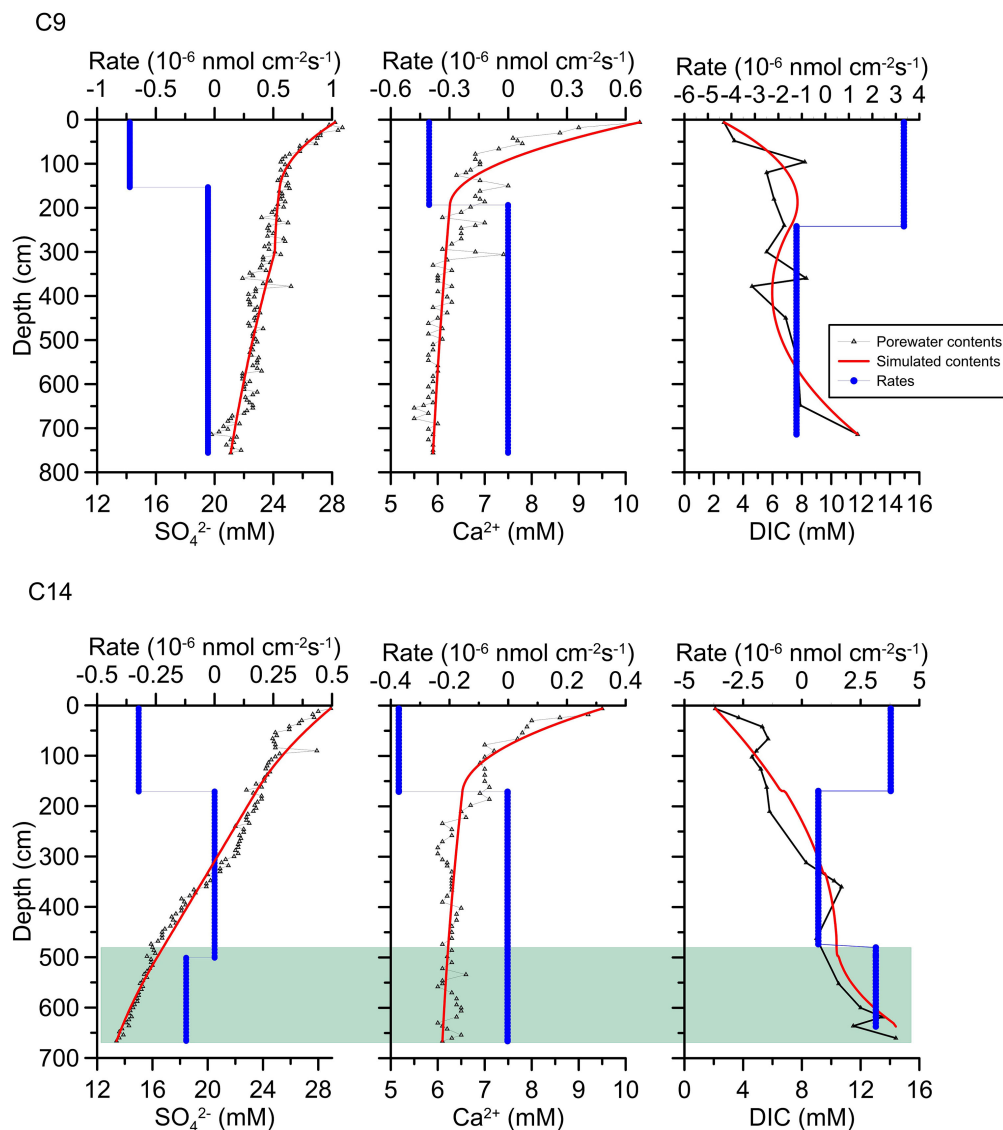 C9
Rate (10⁻⁶ nmol cm⁻²s⁻¹) Rate (10⁻⁶ nmol cm⁻²s⁻¹) Rate (10⁻⁶ nmol cm⁻²s⁻¹)
-1 -0.5 0 0.5 1 -0.6 -0.3 0 0.3 0.6 -6 -5 -4 -3 -2 -1 0 1 2 3 4
0
100
200
300
400
500
600
700
800
Depth (cm)
Porewater contents
Simulated contents
Rates
12 16 20 24 28 5 6 7 8 9 10 0 2 4 6 8 10 12 14 16
SO₄²⁻ (mM) Ca²⁺ (mM) DIC (mM)
C14
Rate (10⁻⁶ nmol cm⁻²s⁻¹) Rate (10⁻⁶ nmol cm⁻²s⁻¹) Rate (10⁻⁶ nmol cm⁻²s⁻¹)
-0.5 -0.25 0 0.25 0.5 -0.4 -0.2 0 0.2 0.4 -5 -2.5 0 2.5 5
0
100
200
300
400
500
600
700
Depth (cm)
12 16 20 24 28 5 6 7 8 9 10 0 4 8 12 16
SO₄²⁻ (mM) Ca²⁺ (mM) DIC (mM)